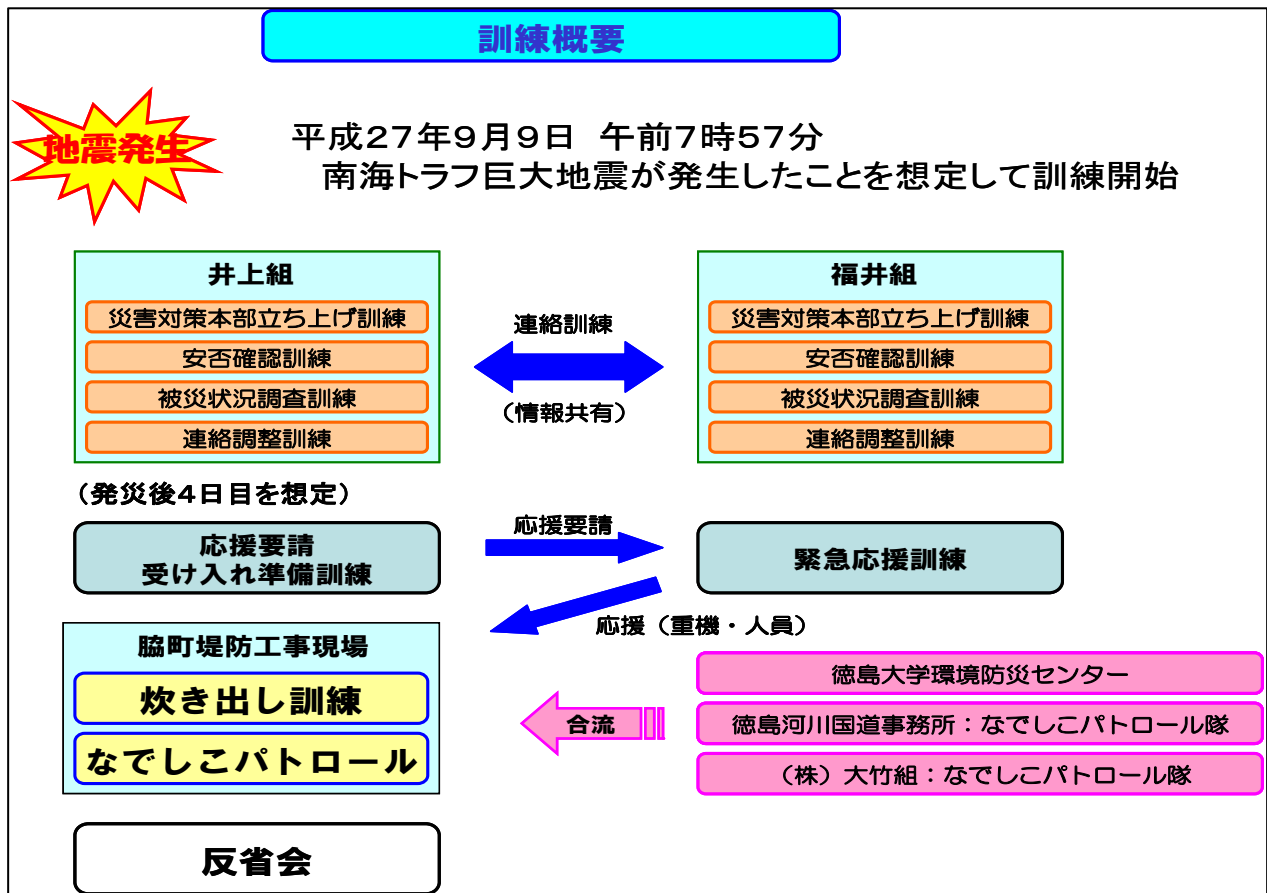 訓練概要
地震発生
平成27年9月9日 午前7時57分
南海トラフ巨大地震が発生したことを想定して訓練開始
井上組
災害対策本部立ち上げ訓練
安否確認訓練
被災状況調査訓練
連絡調整訓練
連絡訓練
(情報共有)
福井組
災害対策本部立ち上げ訓練
安否確認訓練
被災状況調査訓練
連絡調整訓練
(発災後4日目を想定)
応援要請
受け入れ準備訓練
応援要請
緊急応援訓練
応援(重機・人員)
脇町堤防工事現場
炊き出し訓練
なでしこパトロール
合流
徳島大学環境防災センター
徳島河川国道事務所:なでしこパトロール隊
(株)大竹組:なでしこパトロール隊
反省会